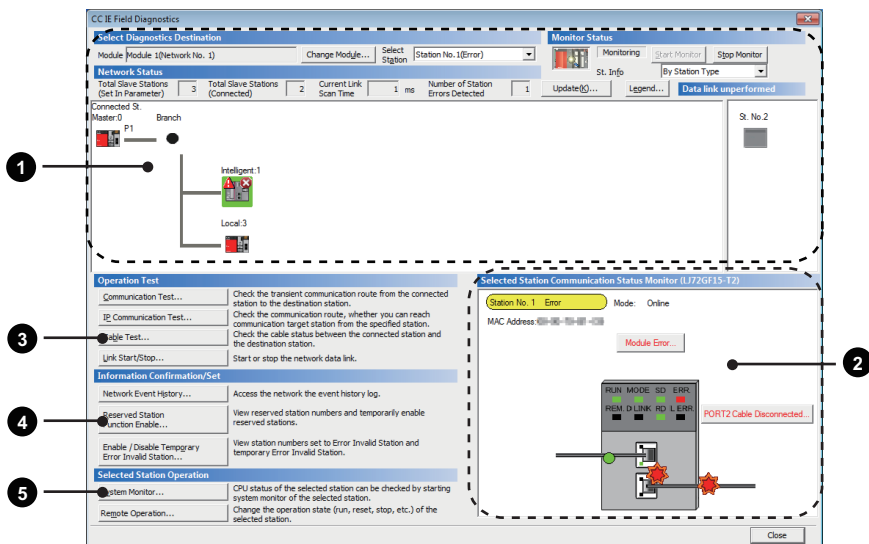 CC IE Field Diagnostics
Select Diagnostics Destination
Monitor Status
Module Module 1(Network No. 1)
Change Module...
Select Station
Station No.1(Error)
Monitoring
Start Monitor
Stop Monitor
St. Info
By Station Type
Network Status
Total Slave Stations (Set In Parameter) 3
Total Slave Stations (Connected) 2
Current Link Scan Time 1 ms
Number of Station Errors Detected 1
Update(K)...
Legend...
Data link unperformed
Connected St.
Master:0
Branch
P1
St. No.2
1
Intelligent:1
Local:3
Operation Test
Communication Test...
Check the transient communication route from the connected
station to the destination station.
IP Communication Test...
Check the communication route, whether you can reach
communication target station from the specified station.
3
Cable Test...
Check the cable status between the connected station and
the destination station.
Link Start/Stop...
Start or stop the network data link.
Information Confirmation/Set
Network Event History...
Access the network the event history log.
4
Reserved Station
Function Enable...
View reserved station numbers and temporarily enable
reserved stations.
Enable / Disable Temporary
Error Invalid Station...
View station numbers set to Error Invalid Station and
temporary Error Invalid Station.
Selected Station Operation
5
System Monitor...
CPU status of the selected station can be checked by starting
system monitor of the selected station.
Remote Operation...
Change the operation state (run, reset, stop, etc.) of the
selected station.
Selected Station Communication Status Monitor (LJ72GF15-T2)
Station No. 1 Error
Mode: Online
MAC Address:
Module Error...
2
RUN MODE SD ERR.
REM. D LINK RD L ERR.
PORT2 Cable Disconnected...
Close